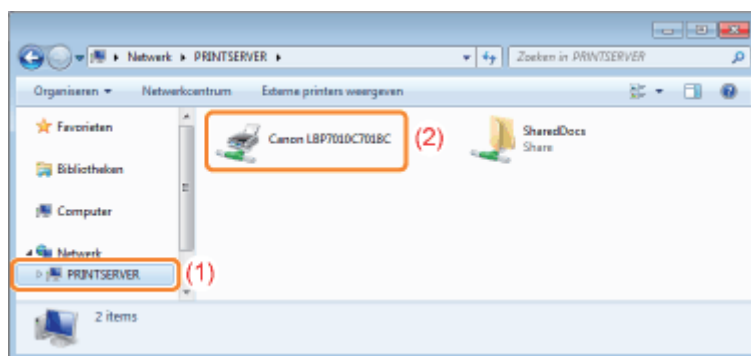 Netwerk ▸ PRINTSERVER ▸
Zoeken in PRINTSERVER
Organiseren Netwerkcentrum Externe printers weergeven
Favorieten
Canon LBP7010C7018C
(2)
SharedDocs
Share
Bibliotheken
Computer
Netwerk
PRINTSERVER
(1)
2 items